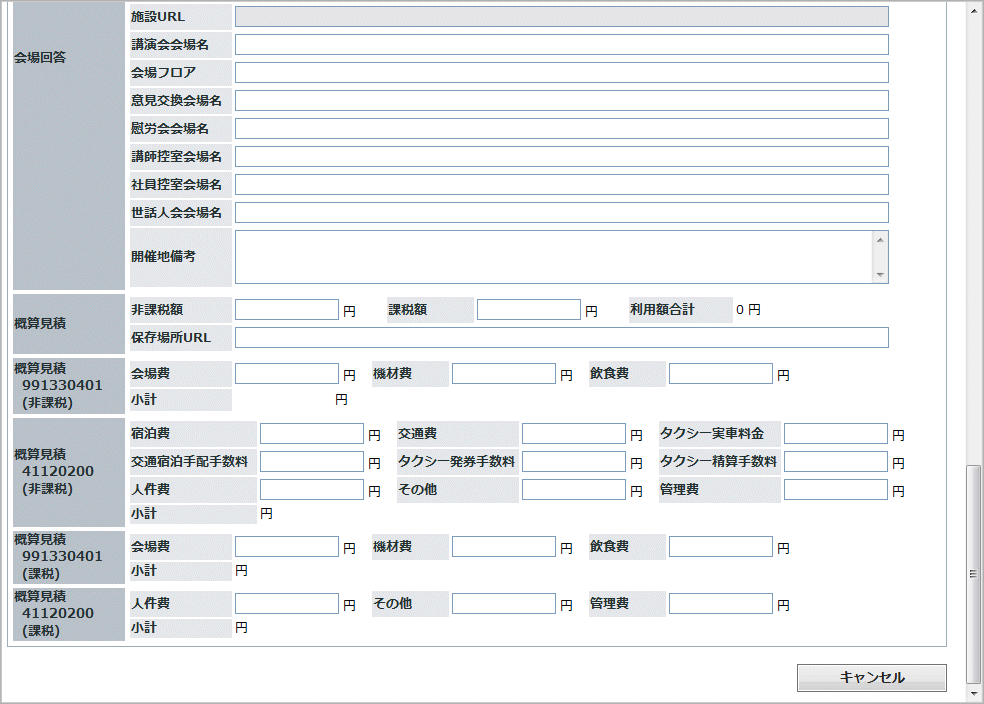 会場回答
施設URL
講演会会場名
会場フロア
意見交換会場名
慰労会会場名
講師控室会場名
社員控室会場名
世話人会会場名
開催地備考
概算見積
非課税額 円 課税額 円 利用額合計 0 円
保存場所URL
概算見積
991330401
(非課税)
会場費 円 機材費 円 飲食費 円
小計 円
概算見積
41120200
(非課税)
宿泊費 円 交通費 円 タクシー実車料金 円
交通宿泊手配手数料 円 タクシー発券手数料 円 タクシー精算手数料 円
人件費 円 その他 円 管理費 円
小計 円
概算見積
991330401
(課税)
会場費 円 機材費 円 飲食費 円
小計 円
概算見積
41120200
(課税)
人件費 円 その他 円 管理費 円
小計 円
キャンセル